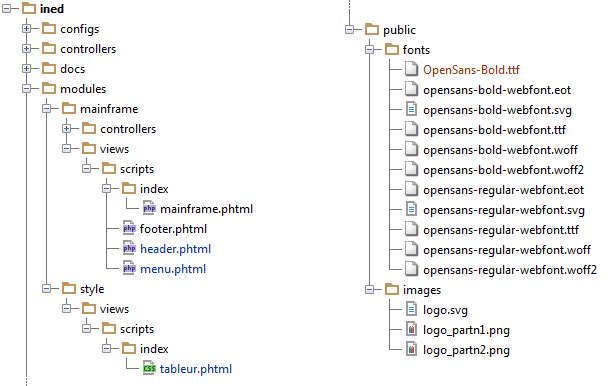 ined
configs
controllers
docs
modules
mainframe
controllers
views
scripts
index
mainframe.phtml
footer.phtml
header.phtml
menu.phtml
style
views
scripts
index
tableur.phtml
public
fonts
OpenSans-Bold.ttf
opensans-bold-webfont.eot
opensans-bold-webfont.svg
opensans-bold-webfont.ttf
opensans-bold-webfont.woff
opensans-bold-webfont.woff2
opensans-regular-webfont.eot
opensans-regular-webfont.svg
opensans-regular-webfont.ttf
opensans-regular-webfont.woff
opensans-regular-webfont.woff2
images
logo.svg
logo_partn1.png
logo_partn2.png